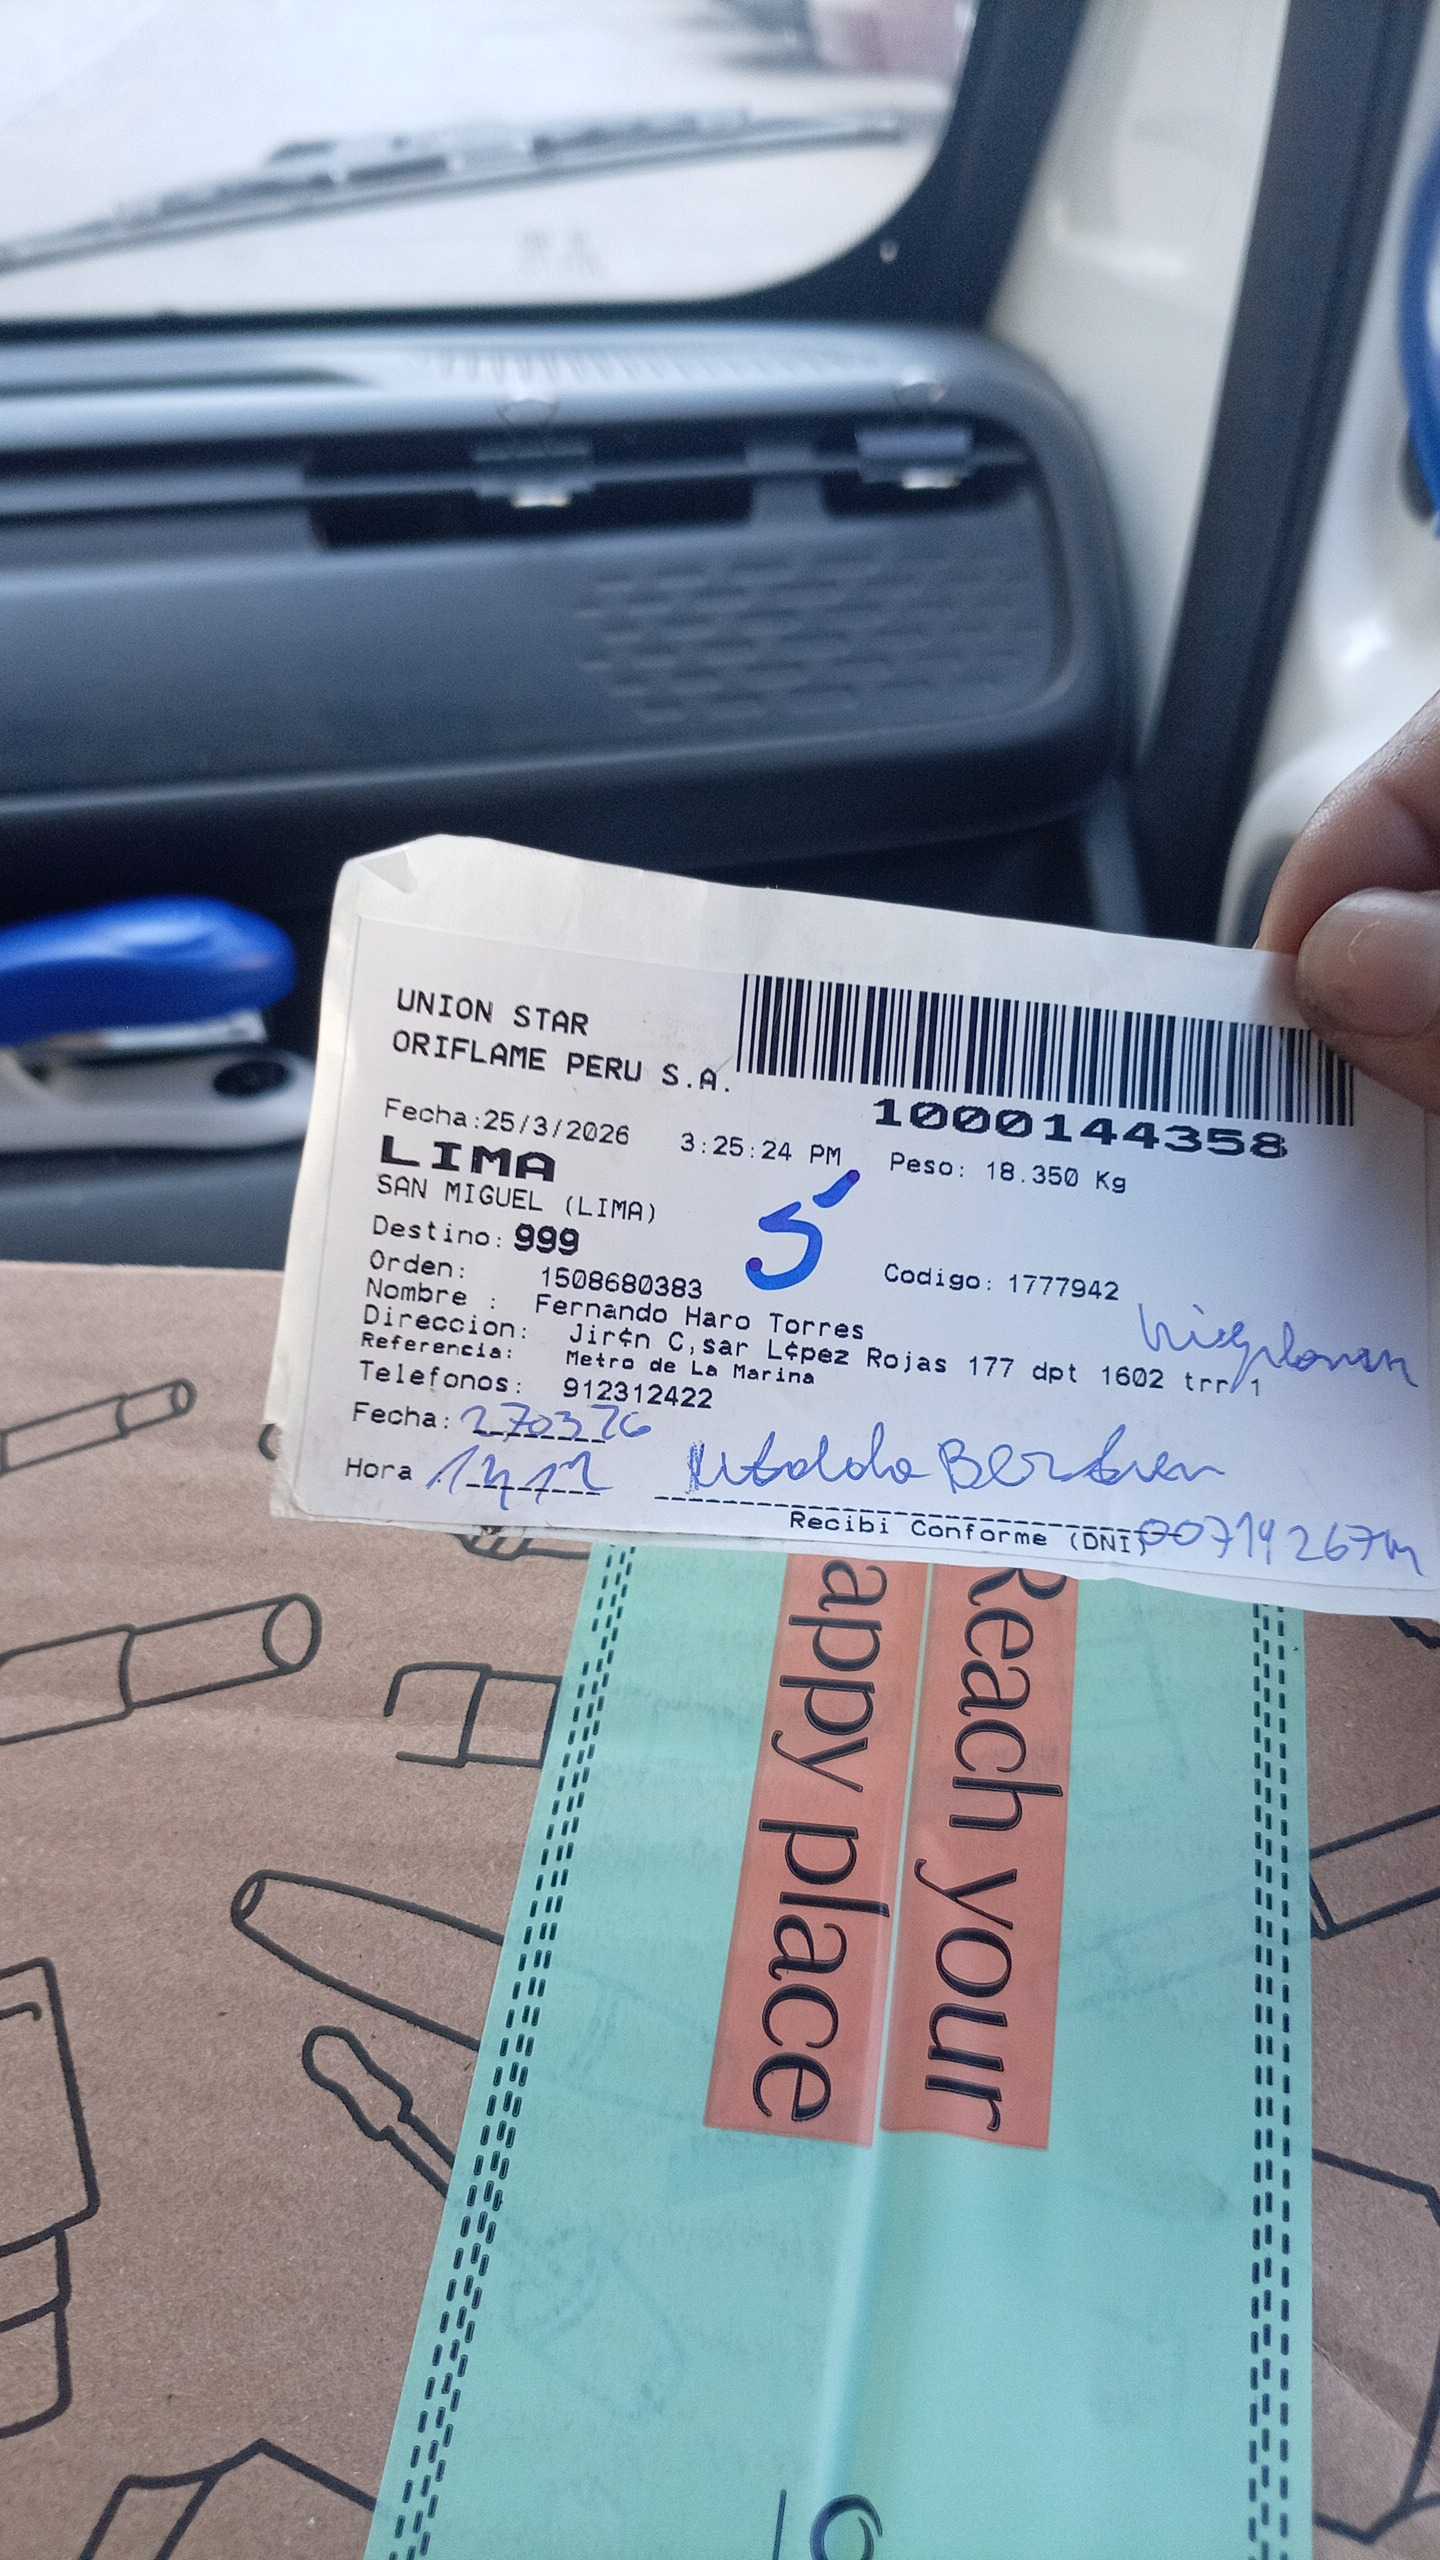 UNION STAR
ORIFLAME PERU S.A.
1000144358
Fecha:25/3/2026 3:25:24 PM Peso: 18.350 Kg
LIMA
SAN MIGUEL (LIMA)
5
Destino: 999
Orden: 1508680383 Codigo: 1777942
Nombre : Fernando Haro Torres
Direccion: Jir¢n C‚sar L¢pez Rojas 177 dpt 1602 trr 1
Referencia: Metro de La Marina
Telefonos: 912312422
Fecha: 270326
Hora
Recibi Conforme (DNI)
Reach your
appy place